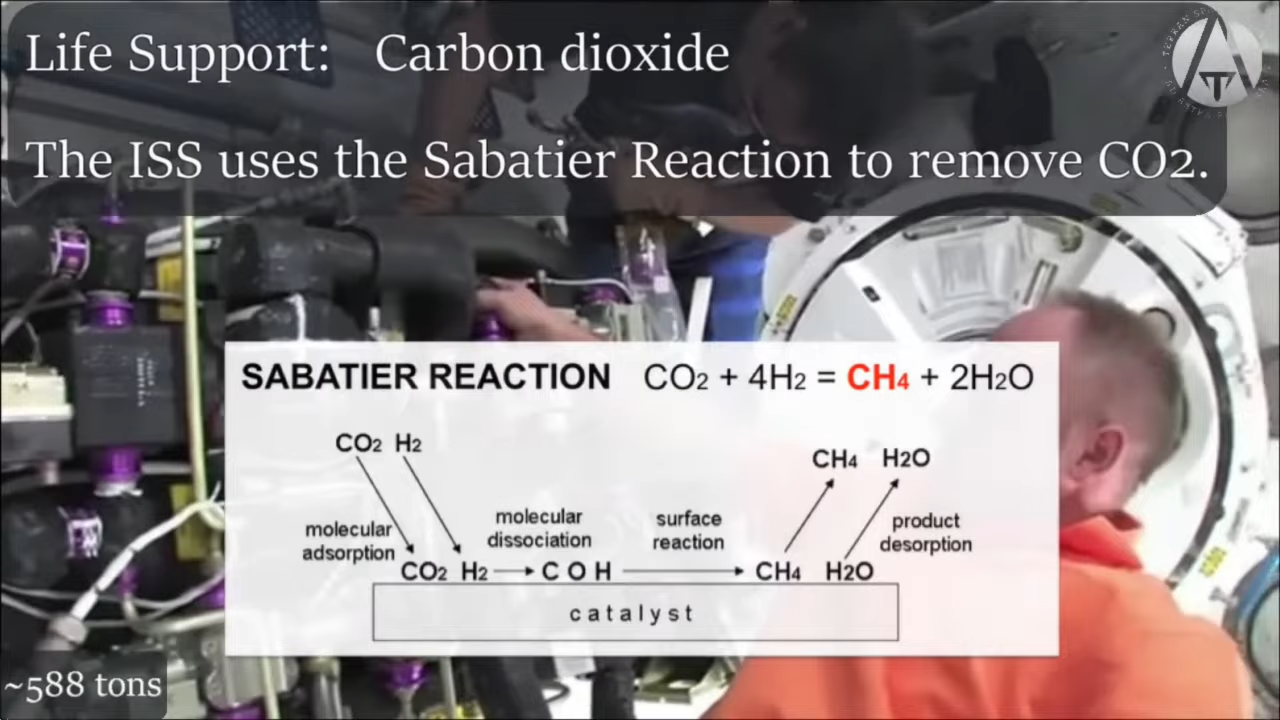 Life Support: Carbon dioxide
The ISS uses the Sabatier Reaction to remove CO2.
SABATIER REACTION CO2 + 4H2 = CH4 + 2H2O
CO2 H2
CH4 H2O
molecular
adsorption
molecular
dissociation
surface
reaction
product
desorption
CO2 H2 C O H CH4 H2O
catalyst
~588 tons